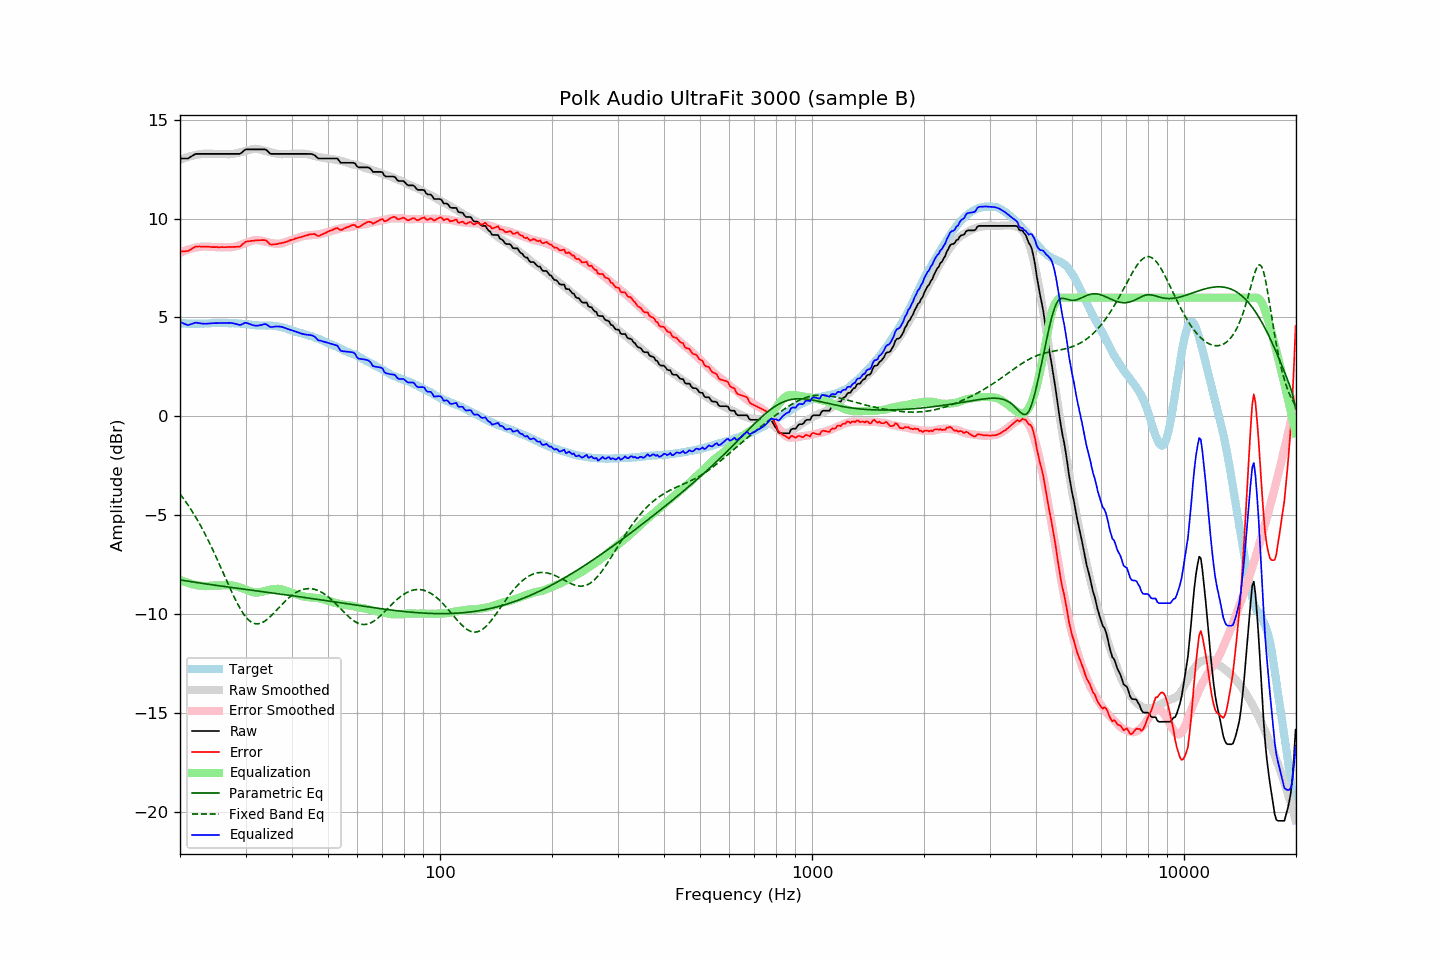 Polk Audio UltraFit 3000 (sample B)
15
10
5
0
−5
−10
−15
−20
Amplitude (dBr)
Target
Raw Smoothed
Error Smoothed
Raw
Error
Equalization
Parametric Eq
Fixed Band Eq
Equalized
100
1000
10000
Frequency (Hz)